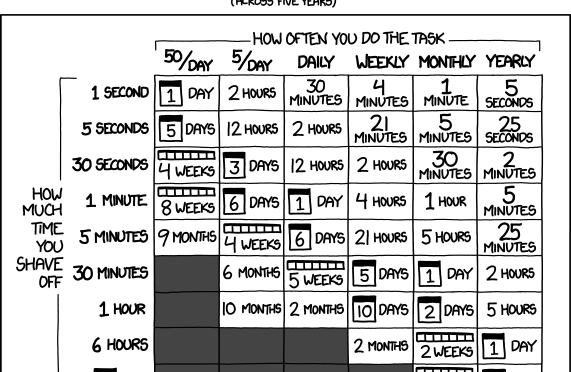 (ACROSS FIVE YEARS)
HOW OFTEN YOU DO THE TASK
50/DAY 5/DAY DAILY WEEKLY MONTHLY YEARLY
HOW MUCH TIME YOU SHAVE OFF
1 SECOND 1 DAY 2 HOURS 30 MINUTES 4 MINUTES 1 MINUTE 5 SECONDS
5 SECONDS 5 DAYS 12 HOURS 2 HOURS 21 MINUTES 5 MINUTES 25 SECONDS
30 SECONDS 4 WEEKS 3 DAYS 12 HOURS 2 HOURS 30 MINUTES 2 MINUTES
1 MINUTE 8 WEEKS 6 DAYS 1 DAY 4 HOURS 1 HOUR 5 MINUTES
5 MINUTES 9 MONTHS 4 WEEKS 6 DAYS 21 HOURS 5 HOURS 25 MINUTES
30 MINUTES 6 MONTHS 5 WEEKS 5 DAYS 1 DAY 2 HOURS
1 HOUR 10 MONTHS 2 MONTHS 10 DAYS 2 DAYS 5 HOURS
6 HOURS 2 MONTHS 2 WEEKS 1 DAY